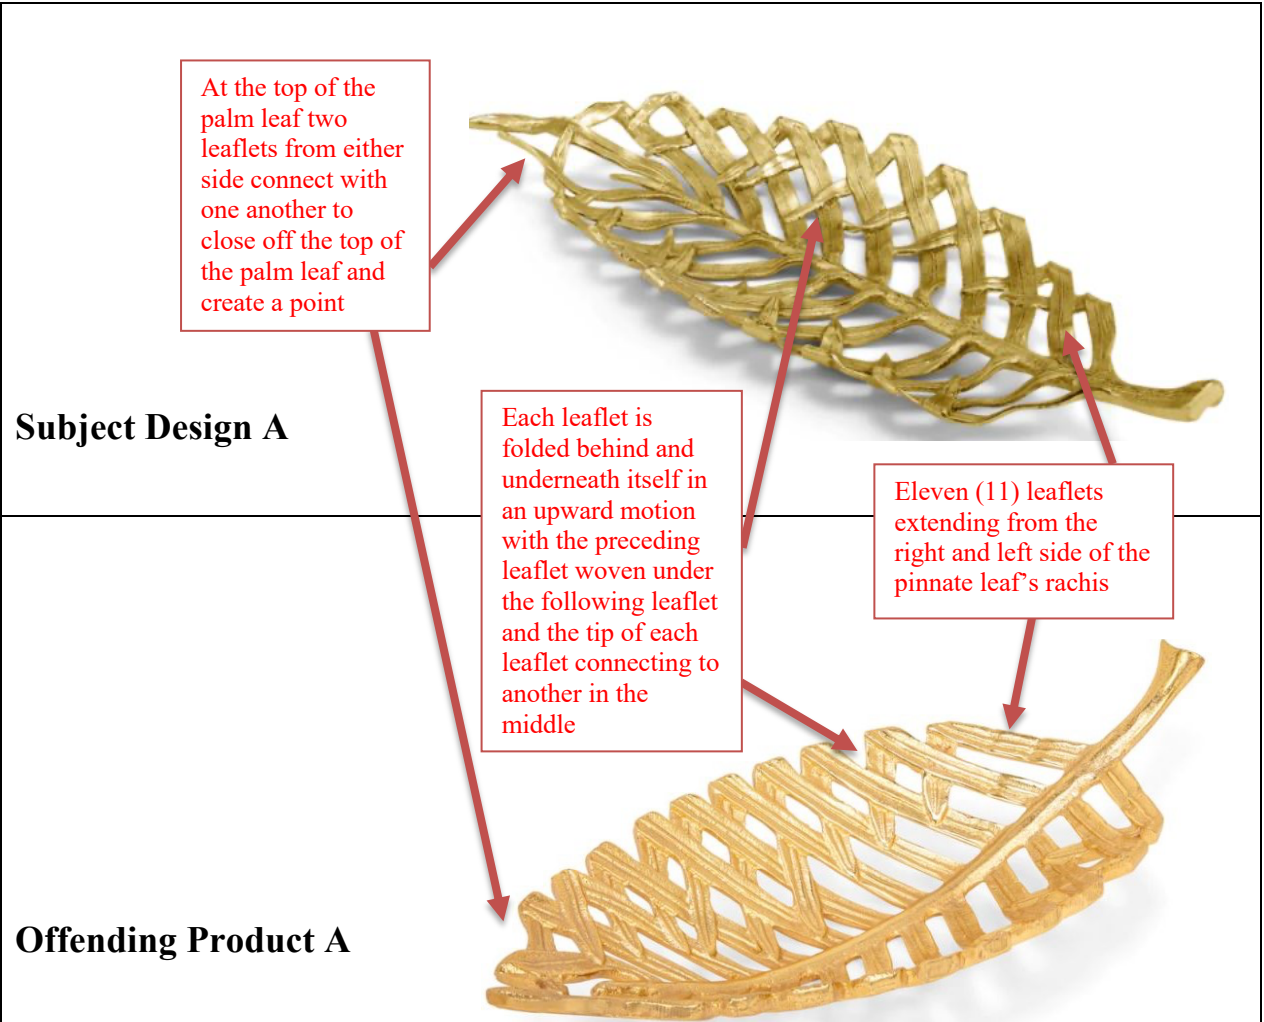 At the top of the
palm leaf two
leaflets from either
side connect with
one another to
close off the top of
the palm leaf and
create a point
Subject Design A
Each leaflet is
folded behind and
underneath itself in
an upward motion
with the preceding
leaflet woven under
the following leaflet
and the tip of each
leaflet connecting to
another in the
middle
Eleven (11) leaflets
extending from the
right and left side of the
pinnate leaf’s rachis
Offending Product A